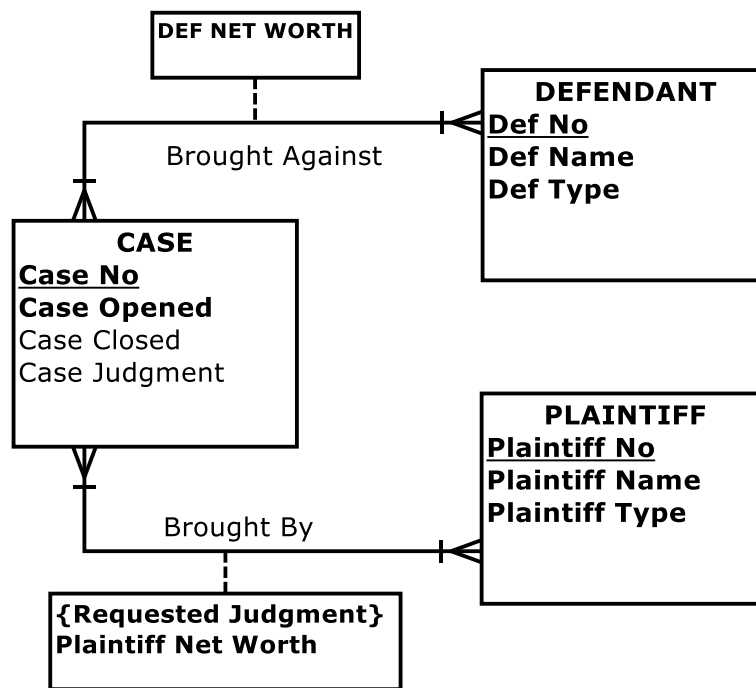 DEF NET WORTH
DEFENDANT
Def No
Def Name
Def Type
Brought Against
CASE
Case No
Case Opened
Case Closed
Case Judgment
PLAINTIFF
Plaintiff No
Plaintiff Name
Plaintiff Type
Brought By
{Requested Judgment}
Plaintiff Net Worth